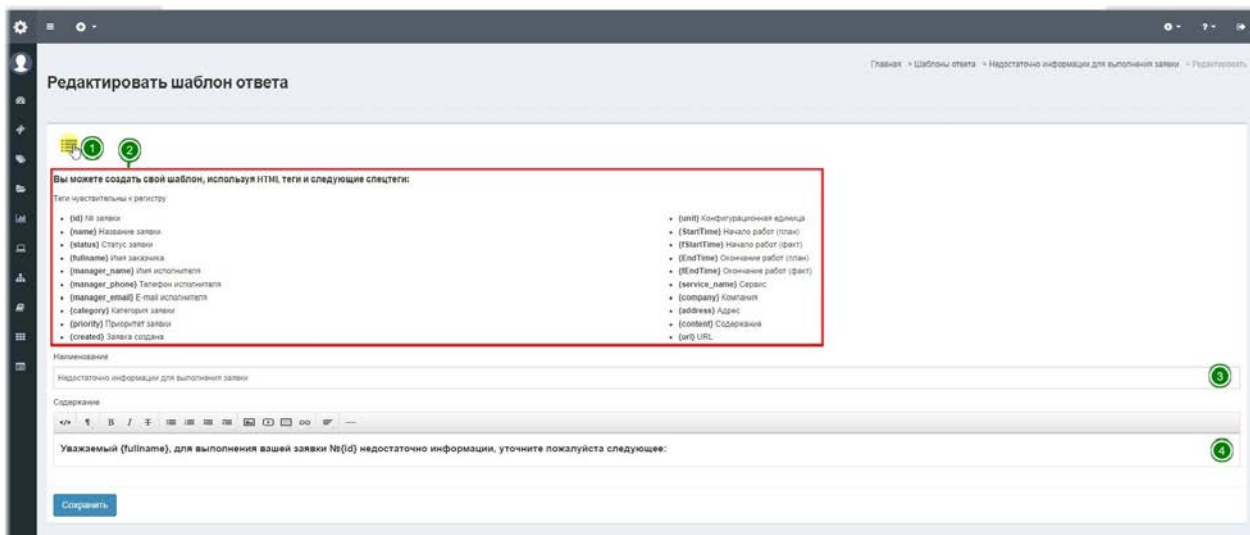 Главная > Шаблоны ответа > Недостаточно информации для выполнения заявки > Редактировать
Редактировать шаблон ответа
1
2
Вы можете создать свой шаблон, используя HTML теги и следующие спецтеги:
Теги чувствительны к регистру
{id} № заявки
{name} Название заявки
{status} Статус заявки
{fullname} Имя заказчика
{manager_name} Имя исполнителя
{manager_phone} Телефон исполнителя
{manager_email} E-mail исполнителя
{category} Категория заявки
{priority} Приоритет заявки
{created} Заявка создана
{unit} Конфигурационная единица
{StartTime} Начало работ (план)
{fStartTime} Начало работ (факт)
{EndTime} Окончание работ (план)
{fEndTime} Окончание работ (факт)
{service_name} Сервис
{company} Компания
{address} Адрес
{content} Содержание
{url} URL
Наименование
Недостаточно информации для выполнения заявки
3
Содержание
Уважаемый {fullname}, для выполнения вашей заявки №{id} недостаточно информации, уточните пожалуйста следующее:
4
Сохранить